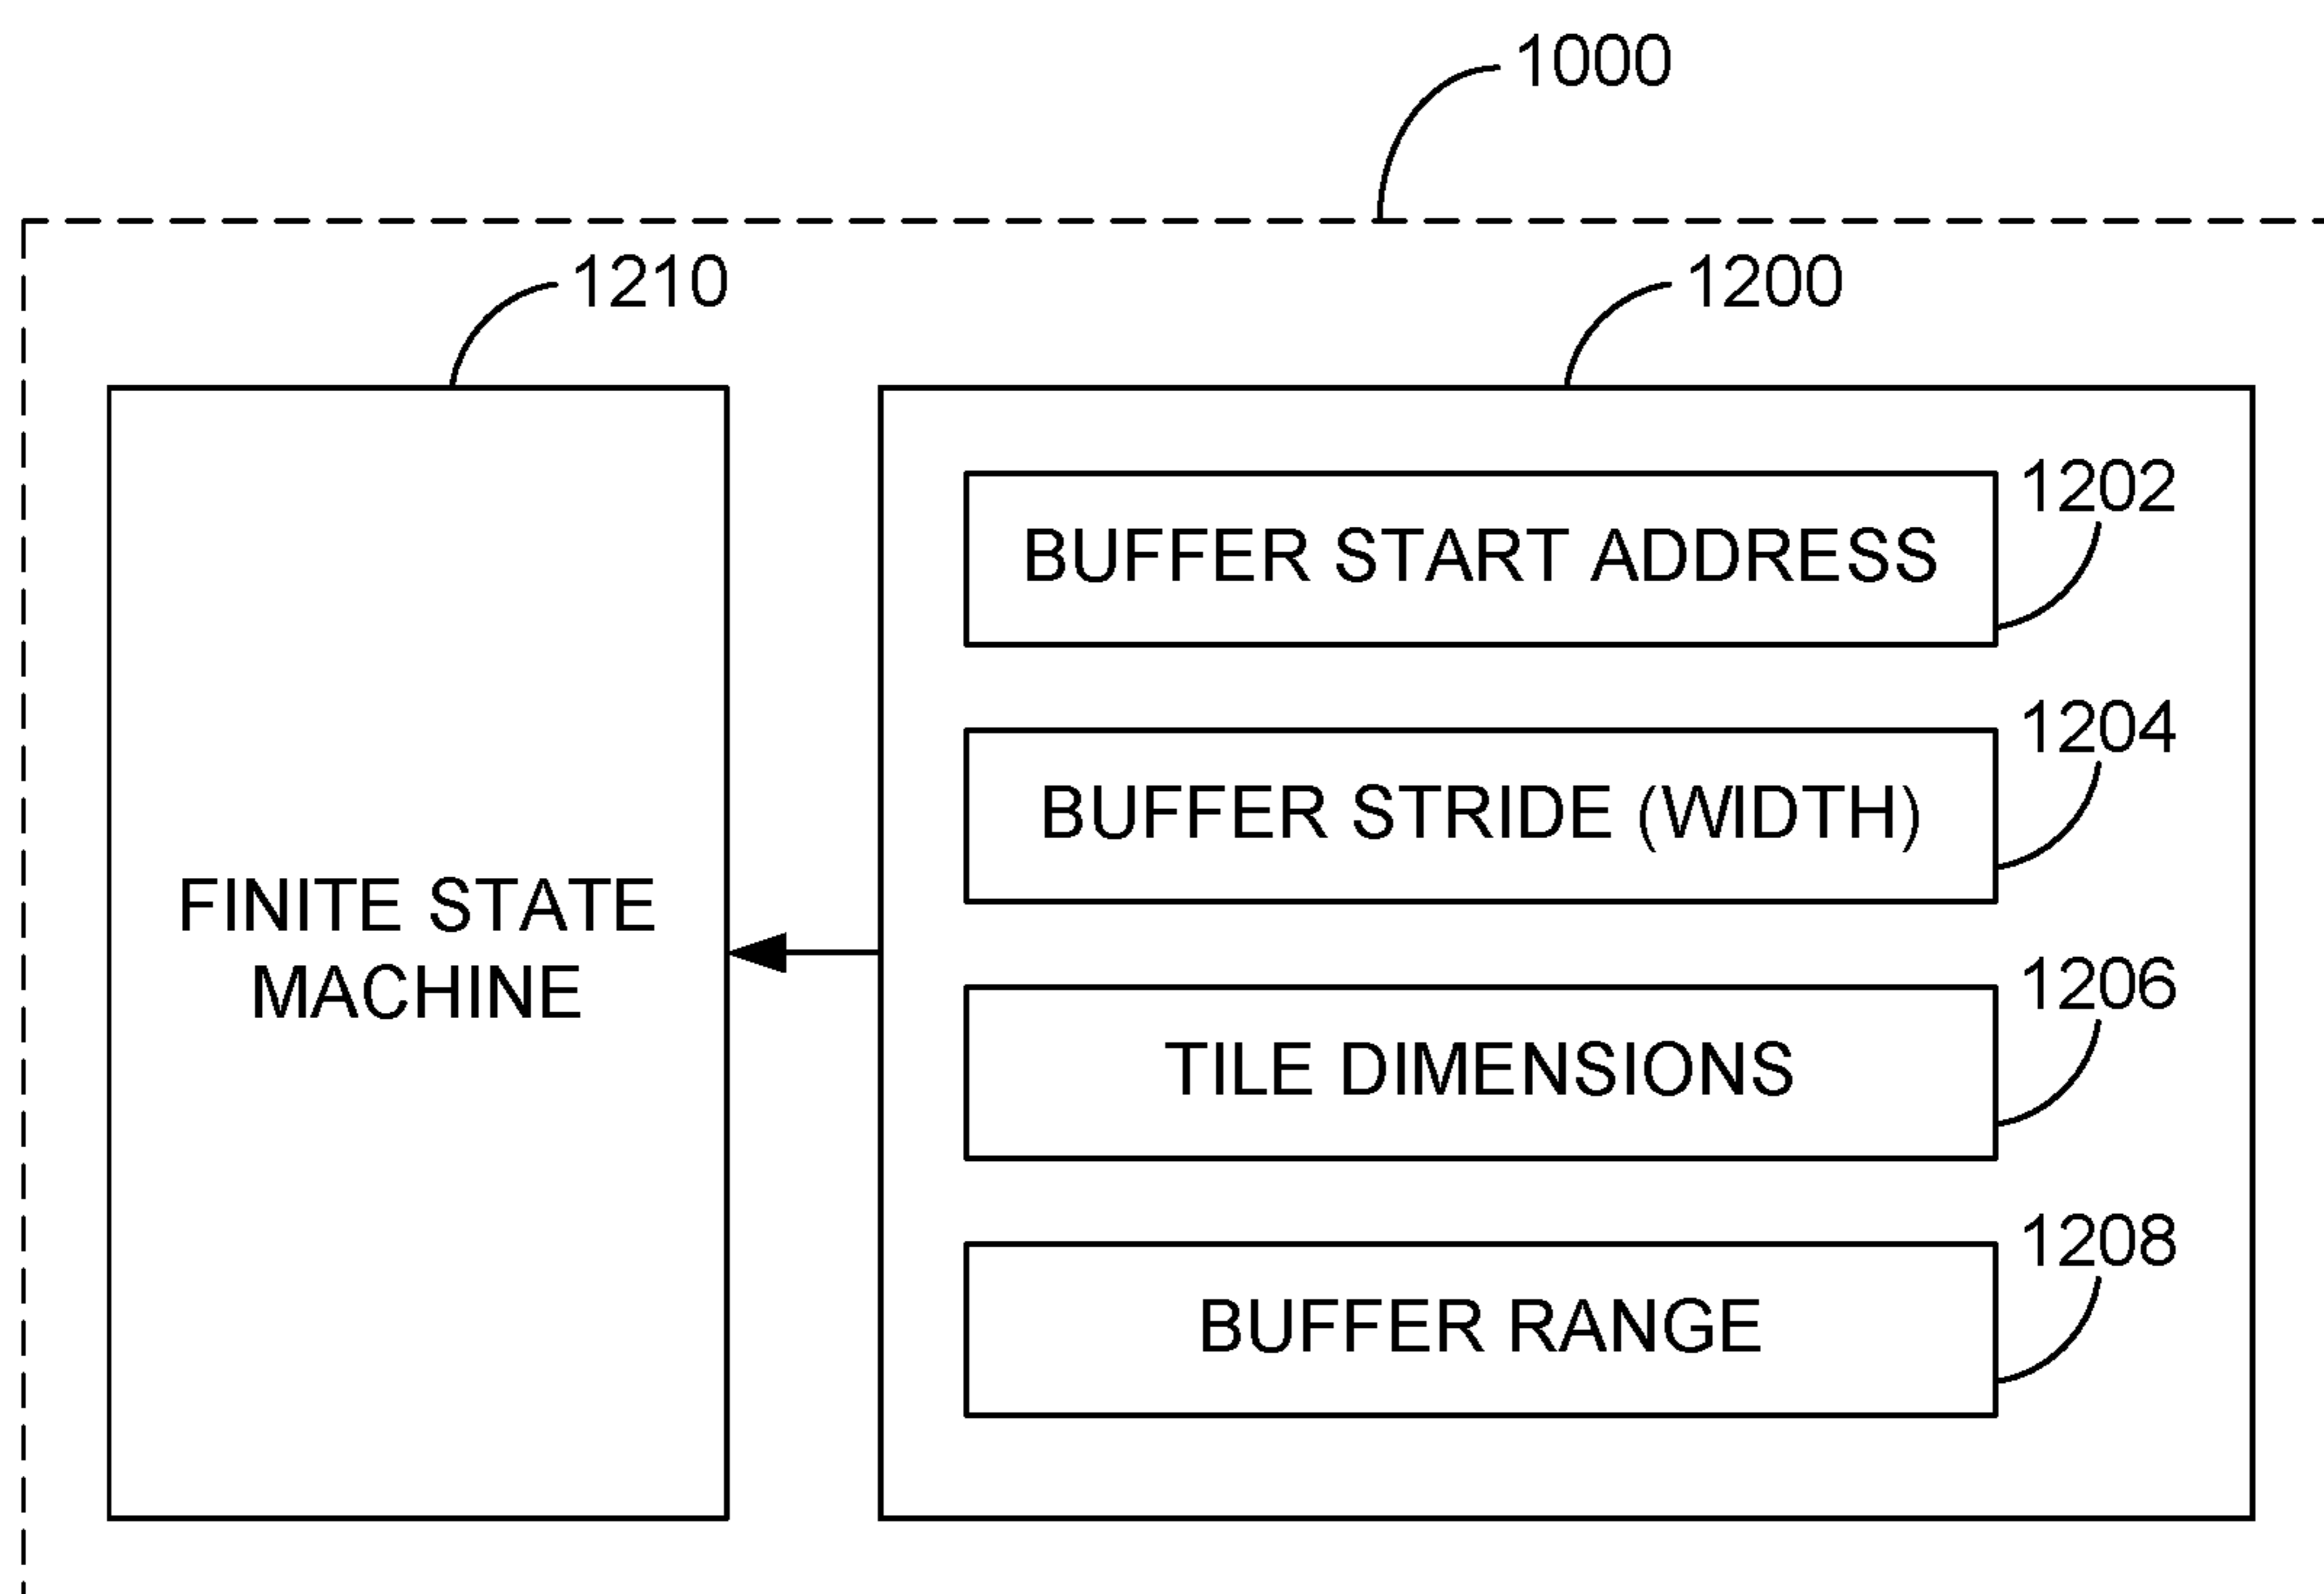 1000
1210
1200
1202
BUFFER START ADDRESS
1204
BUFFER STRIDE (WIDTH)
FINITE STATE
MACHINE
1206
TILE DIMENSIONS
1208
BUFFER RANGE